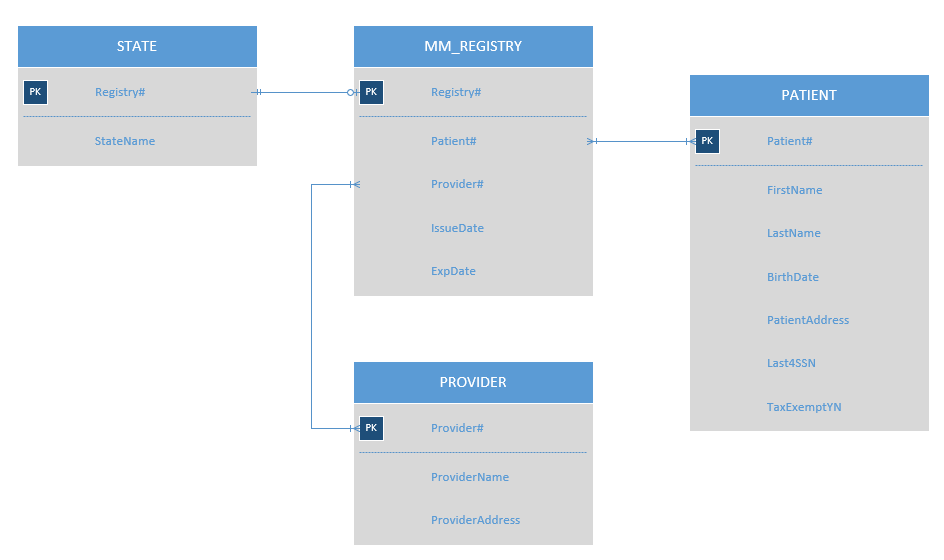 STATE
PK Registry#
StateName
MM_REGISTRY
PK Registry#
Patient#
Provider#
IssueDate
ExpDate
PATIENT
PK Patient#
FirstName
LastName
BirthDate
PatientAddress
Last4SSN
TaxExemptYN
PROVIDER
PK Provider#
ProviderName
ProviderAddress